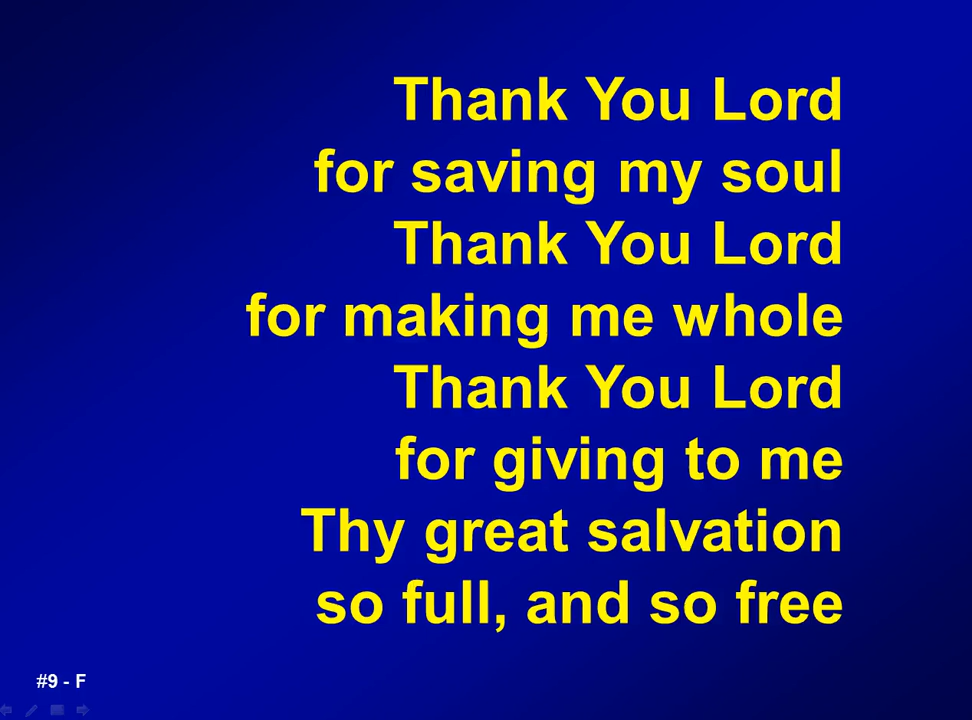 Thank You Lord
for saving my soul
Thank You Lord
for making me whole
Thank You Lord
for giving to me
Thy great salvation
so full, and so free
#9 - F